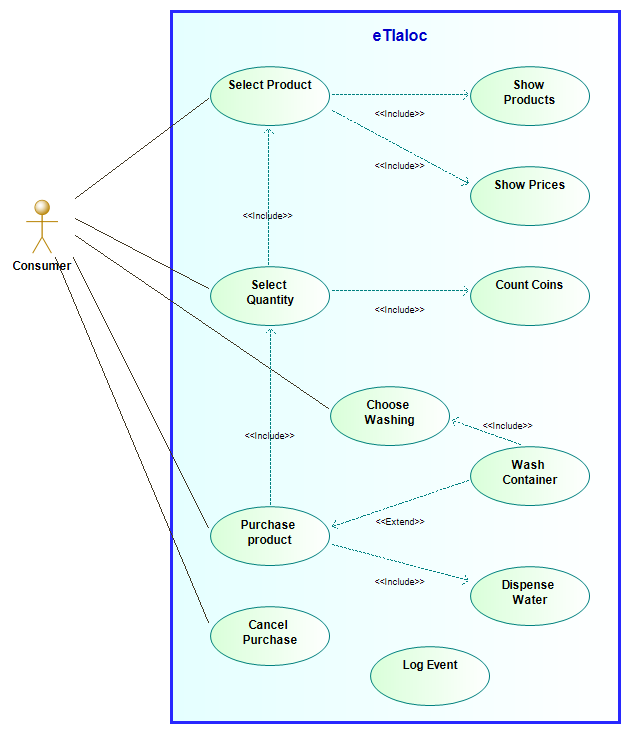 eTlaloc
Select Product
Show
Products
<<Include>>
<<Include>>
Show Prices
<<Include>>
Consumer
Select
Quantity
Count Coins
<<Include>>
Choose
Washing
<<Include>>
<<Include>>
Wash
Container
<<Extend>>
Purchase
product
<<Include>>
Dispense
Water
Cancel
Purchase
Log Event